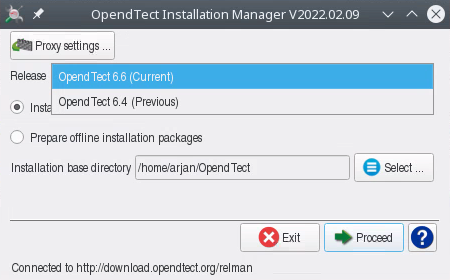 OpendTect Installation Manager V2022.02.09
Proxy settings ...
Release
OpendTect 6.6 (Current)
OpendTect 6.4 (Previous)
Prepare offline installation packages
Installation base directory /home/arjan/OpendTect Select ...
Exit Proceed ?
Connected to http://download.opendtect.org/relman